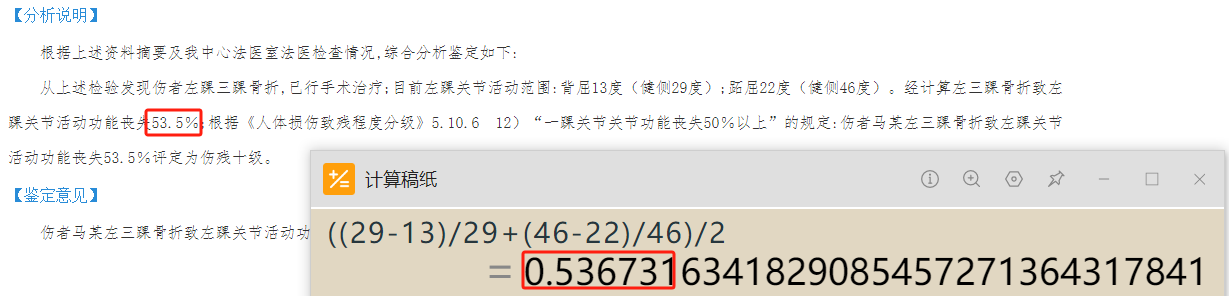 【分析说明】
根据上述资料摘要及我中心法医室法医检查情况,综合分析鉴定如下:
从上述检验发现伤者左踝三踝骨折,已行手术治疗;目前左踝关节活动范围:背屈13度（健侧29度）;跖屈22度（健侧46度）。经计算左三踝骨折致左
踝关节活动功能丧失53.5%;根据《人体损伤致残程度分级》5.10.6 12）“一踝关节关节功能丧失50%以上”的规定:伤者马某左三踝骨折致左踝关节
活动功能丧失53.5%评定为伤残十级。
【鉴定意见】
伤者马某左三踝骨折致左踝关节活动功
计算稿纸
((29-13)/29+(46-22)/46)/2
= 0.53673163418290854572713643178​41